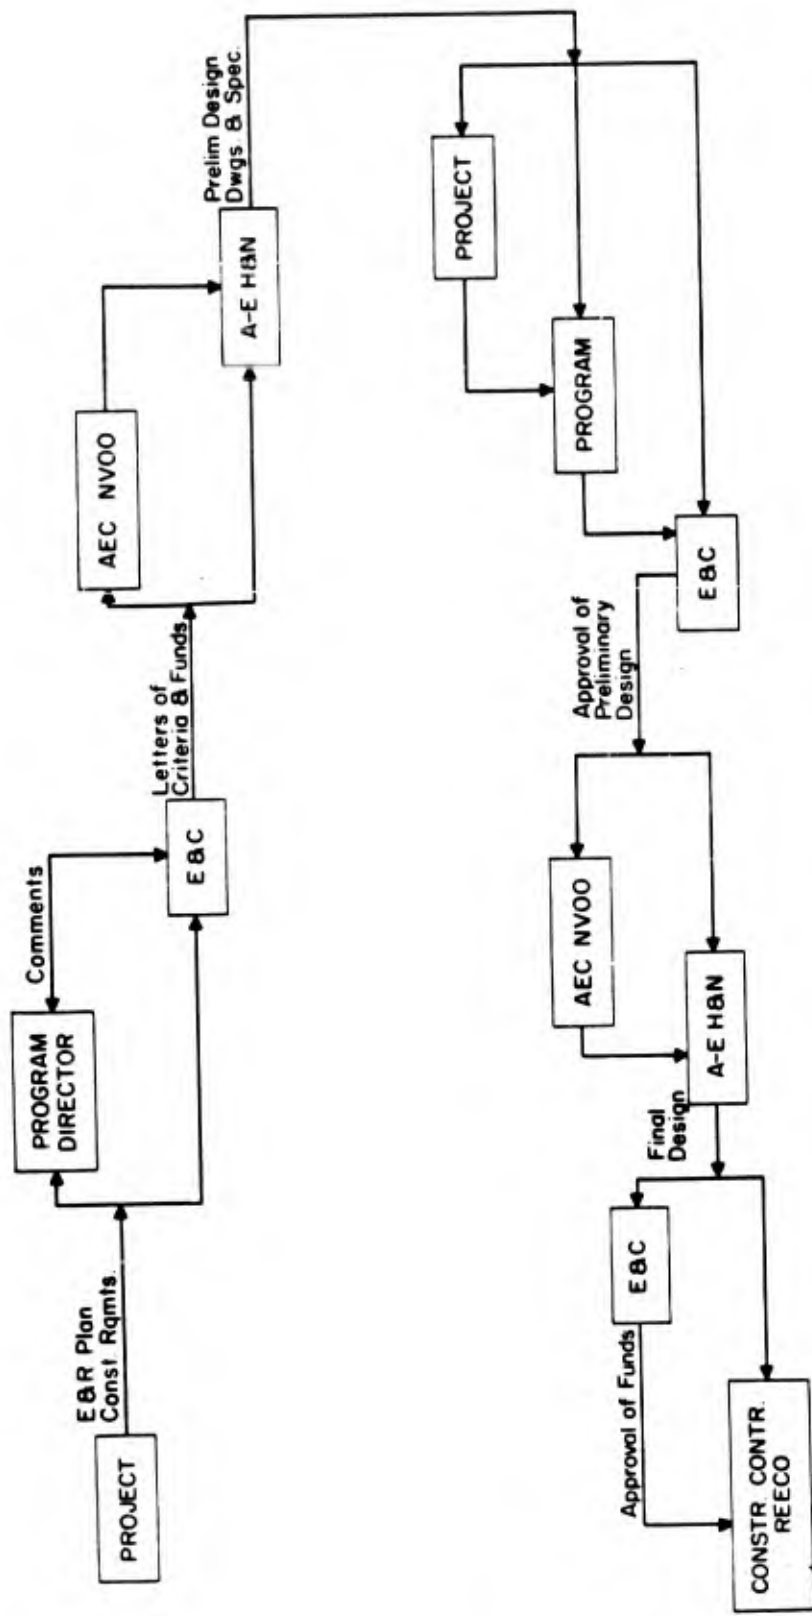 PROJECT
E&R Plan
Const Rqmts.
PROGRAM
DIRECTOR
Comments
E&C
Letters of
Criteria & Funds
AEC NVOO
A-E H&N
Prelim Design
Dwgs. & Spec.
PROJECT
PROGRAM
E&C
Approval of
Preliminary
Design
AEC NVOO
A-E H&N
Final
Design
E&C
Approval of Funds
CONSTR. CONTR.
REECO